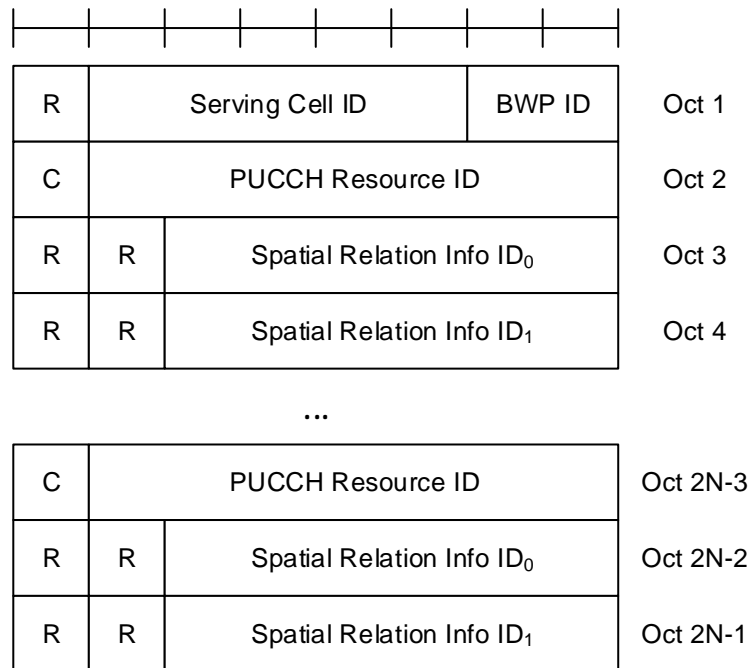 R Serving Cell ID BWP ID Oct 1
C PUCCH Resource ID Oct 2
R R Spatial Relation Info ID₀ Oct 3
R R Spatial Relation Info ID₁ Oct 4
...
C PUCCH Resource ID Oct 2N-3
R R Spatial Relation Info ID₀ Oct 2N-2
R R Spatial Relation Info ID₁ Oct 2N-1